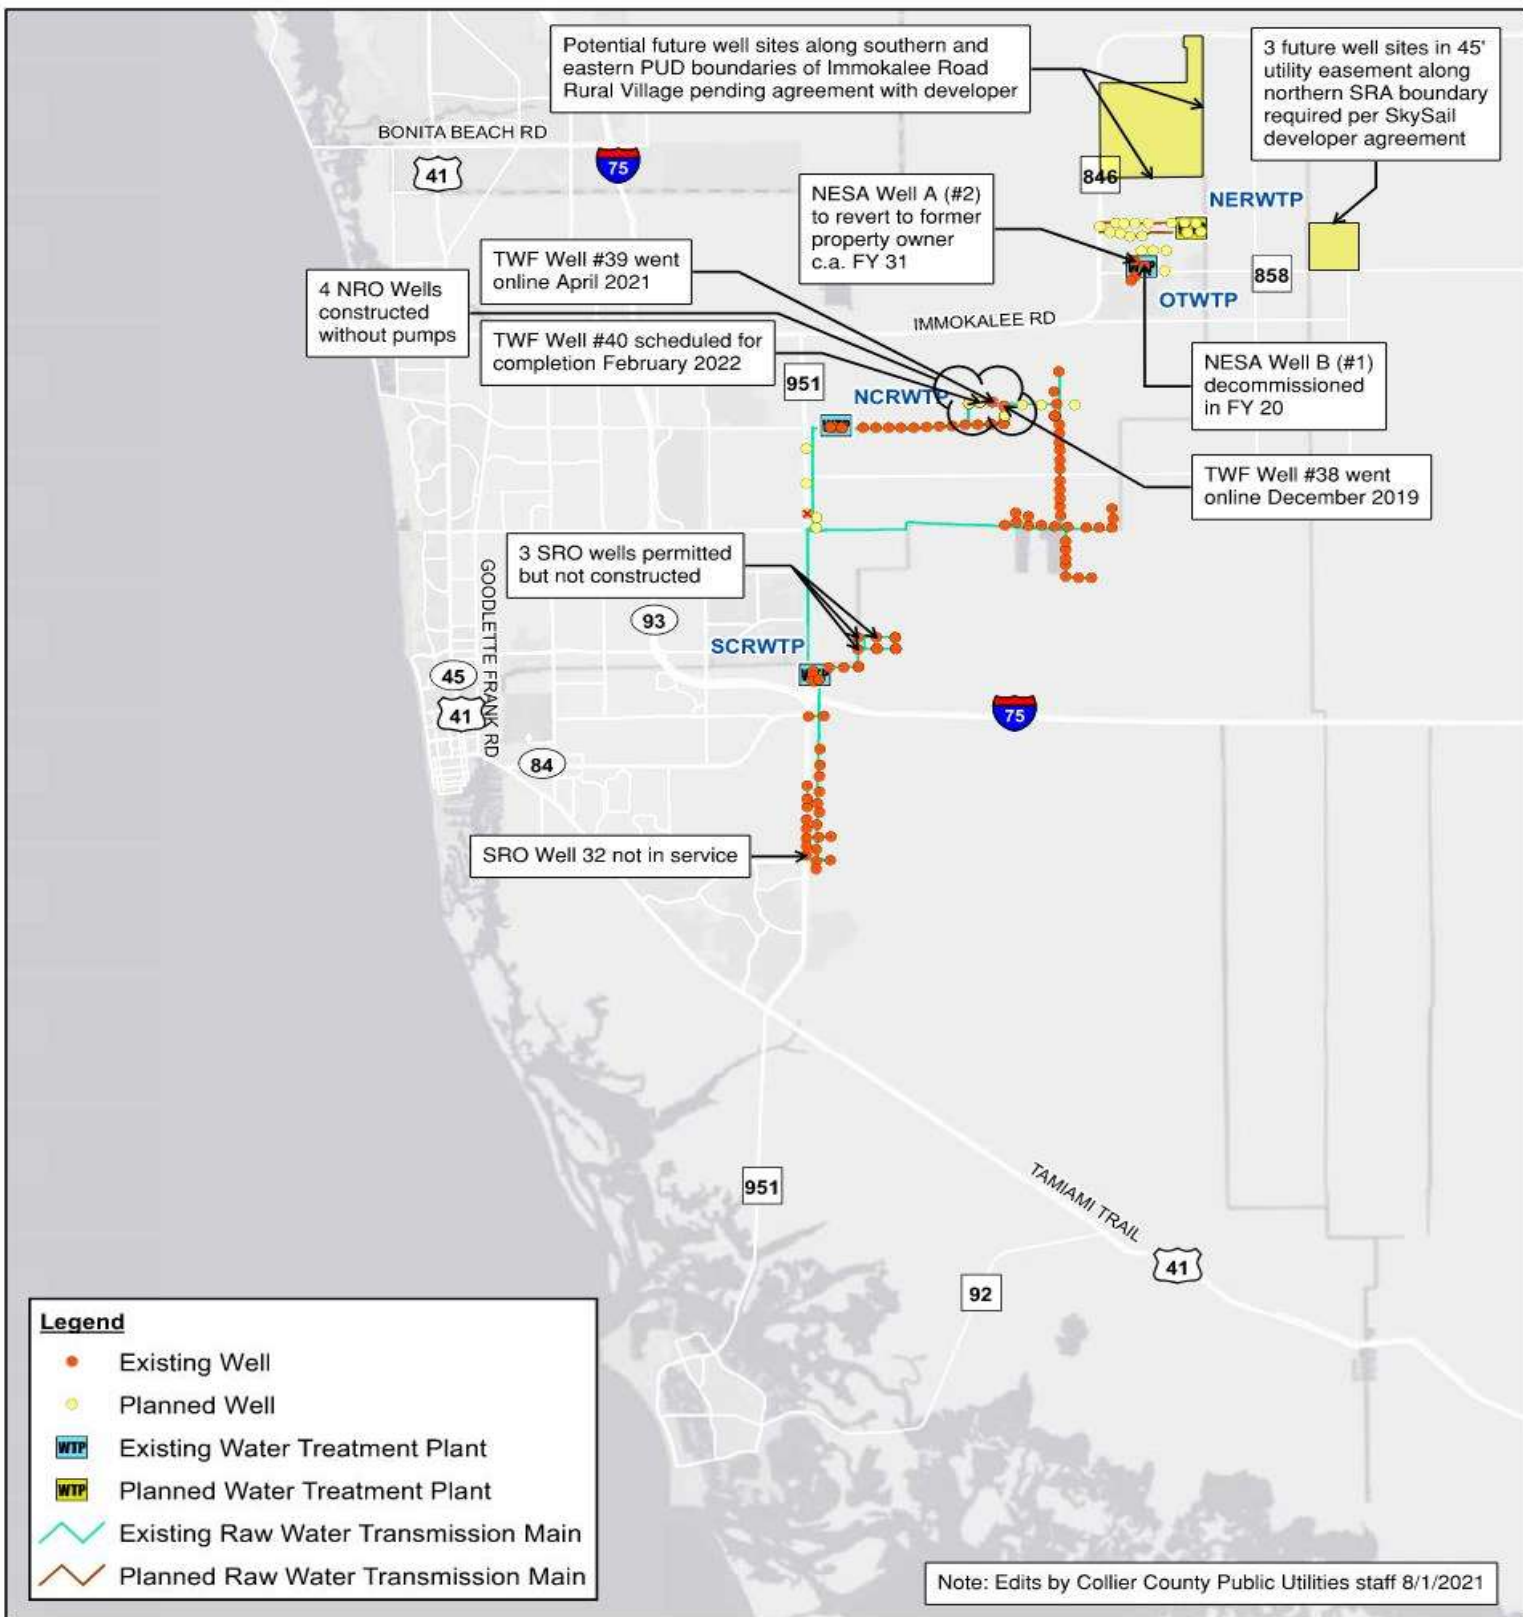 Potential future well sites along southern and
eastern PUD boundaries of Immokalee Road
Rural Village pending agreement with developer
3 future well sites in 45'
utility easement along
northern SRA boundary
required per SkySail
developer agreement
BONITA BEACH RD
41
75
846
NESA Well A (#2)
to revert to former
property owner
c.a. FY 31
NERWTP
TWF Well #39 went
online April 2021
4 NRO Wells
constructed
without pumps
WTP
858
OTWTP
IMMOKALEE RD
TWF Well #40 scheduled for
completion February 2022
NESA Well B (#1)
decommissioned
in FY 20
951
NCRWTP
WTP
TWF Well #38 went
online December 2019
3 SRO wells permitted
but not constructed
GOODLETTE FRANK RD
93
SCRWTP
45
41
75
84
SRO Well 32 not in service
951
TAMIAMI TRAIL
41
92
Legend
Existing Well
Planned Well
WTP Existing Water Treatment Plant
WTP Planned Water Treatment Plant
Existing Raw Water Transmission Main
Planned Raw Water Transmission Main
Note: Edits by Collier County Public Utilities staff 8/1/2021